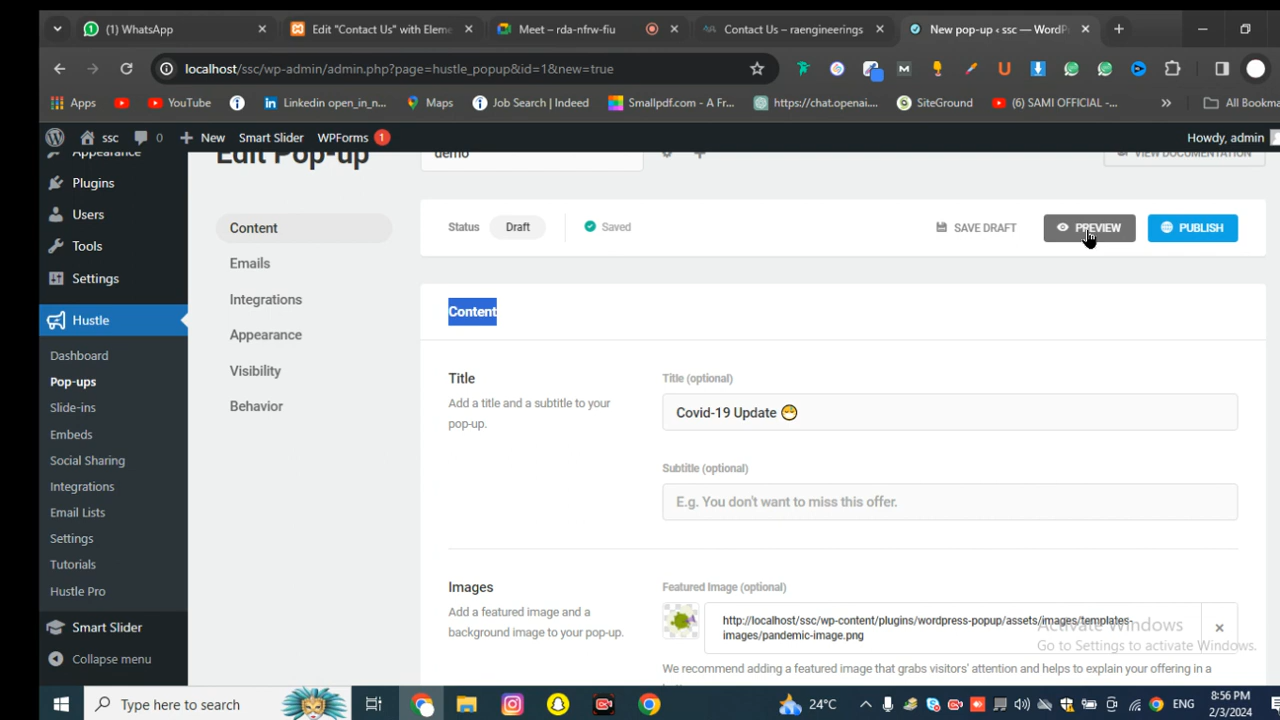 (1) WhatsApp
Edit "Contact Us" with Eleme
Meet – rda-nfrw-fiu
Contact Us – raengineerings
New pop-up ‹ ssc — WordP
localhost/ssc/wp-admin/admin.php?page=hustle_popup&id=1&new=true
Apps
YouTube
Linkedin open_in_n...
Maps
Job Search | Indeed
Smallpdf.com - A Fr...
https://chat.openai....
SiteGround
(6) SAMI OFFICIAL -...
»
All Bookma
ssc
0
New
Smart Slider
WPForms 1
Howdy, admin
Appearance
Plugins
Users
Tools
Settings
Hustle
Dashboard
Pop-ups
Slide-ins
Embeds
Social Sharing
Integrations
Email Lists
Settings
Tutorials
Hustle Pro
Smart Slider
Collapse menu
Edit Pop-up
demo
VIEW DOCUMENTATION
Content
Emails
Integrations
Appearance
Visibility
Behavior
Status
Draft
Saved
SAVE DRAFT
PREVIEW
PUBLISH
Content
Title
Add a title and a subtitle to your
pop-up.
Title (optional)
Covid-19 Update 😷
Subtitle (optional)
E.g. You don't want to miss this offer.
Images
Add a featured image and a
background image to your pop-up.
Featured Image (optional)
http://localhost/ssc/wp-content/plugins/wordpress-popup/assets/images/templates-
images/pandemic-image.png
We recommend adding a featured image that grabs visitors' attention and helps to explain your offering in a
Activate Windows
Go to Settings to activate Windows.
Type here to search
24°C
ENG
8:56 PM
2/3/2024